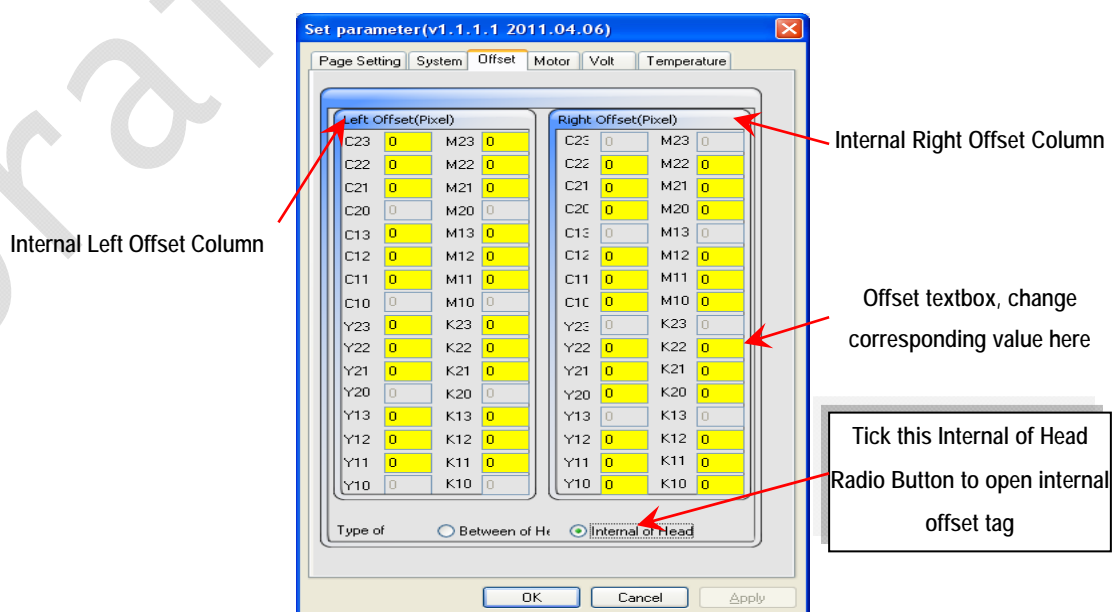 Set parameter(v1.1.1.1 2011.04.06)
Page Setting System Offset Motor Volt Temperature
Left Offset(Pixel) Right Offset(Pixel)
C23 0 M23 0 C23 0 M23 0
C22 0 M22 0 C22 0 M22 0
C21 0 M21 0 C21 0 M21 0
C20 0 M20 0 C20 0 M20 0
C13 0 M13 0 C13 0 M13 0
C12 0 M12 0 C12 0 M12 0
C11 0 M11 0 C11 0 M11 0
C10 0 M10 0 C10 0 M10 0
Y23 0 K23 0 Y23 0 K23 0
Y22 0 K22 0 Y22 0 K22 0
Y21 0 K21 0 Y21 0 K21 0
Y20 0 K20 0 Y20 0 K20 0
Y13 0 K13 0 Y13 0 K13 0
Y12 0 K12 0 Y12 0 K12 0
Y11 0 K11 0 Y11 0 K11 0
Y10 0 K10 0 Y10 0 K10 0
Type of Between of He Internal of Head
OK Cancel Apply
Internal Left Offset Column
Internal Right Offset Column
Offset textbox, change
corresponding value here
Tick this Internal of Head
Radio Button to open internal
offset tag